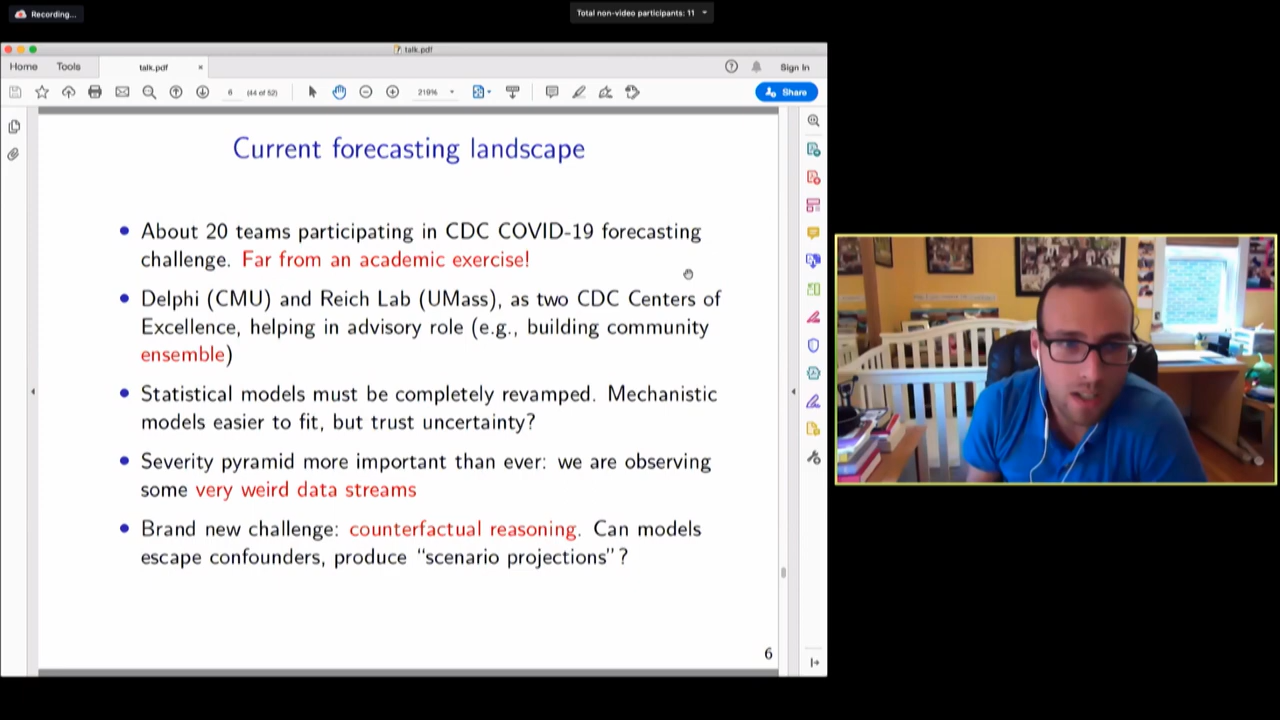 Recording...
Total non-video participants: 11
talk.pdf
Home Tools talk.pdf × Sign In
6 (44 of 52) 219% Share
Current forecasting landscape
• About 20 teams participating in CDC COVID-19 forecasting
challenge. Far from an academic exercise!
• Delphi (CMU) and Reich Lab (UMass), as two CDC Centers of
Excellence, helping in advisory role (e.g., building community
ensemble)
• Statistical models must be completely revamped. Mechanistic
models easier to fit, but trust uncertainty?
• Severity pyramid more important than ever: we are observing
some very weird data streams
• Brand new challenge: counterfactual reasoning. Can models
escape confounders, produce “scenario projections”?
6